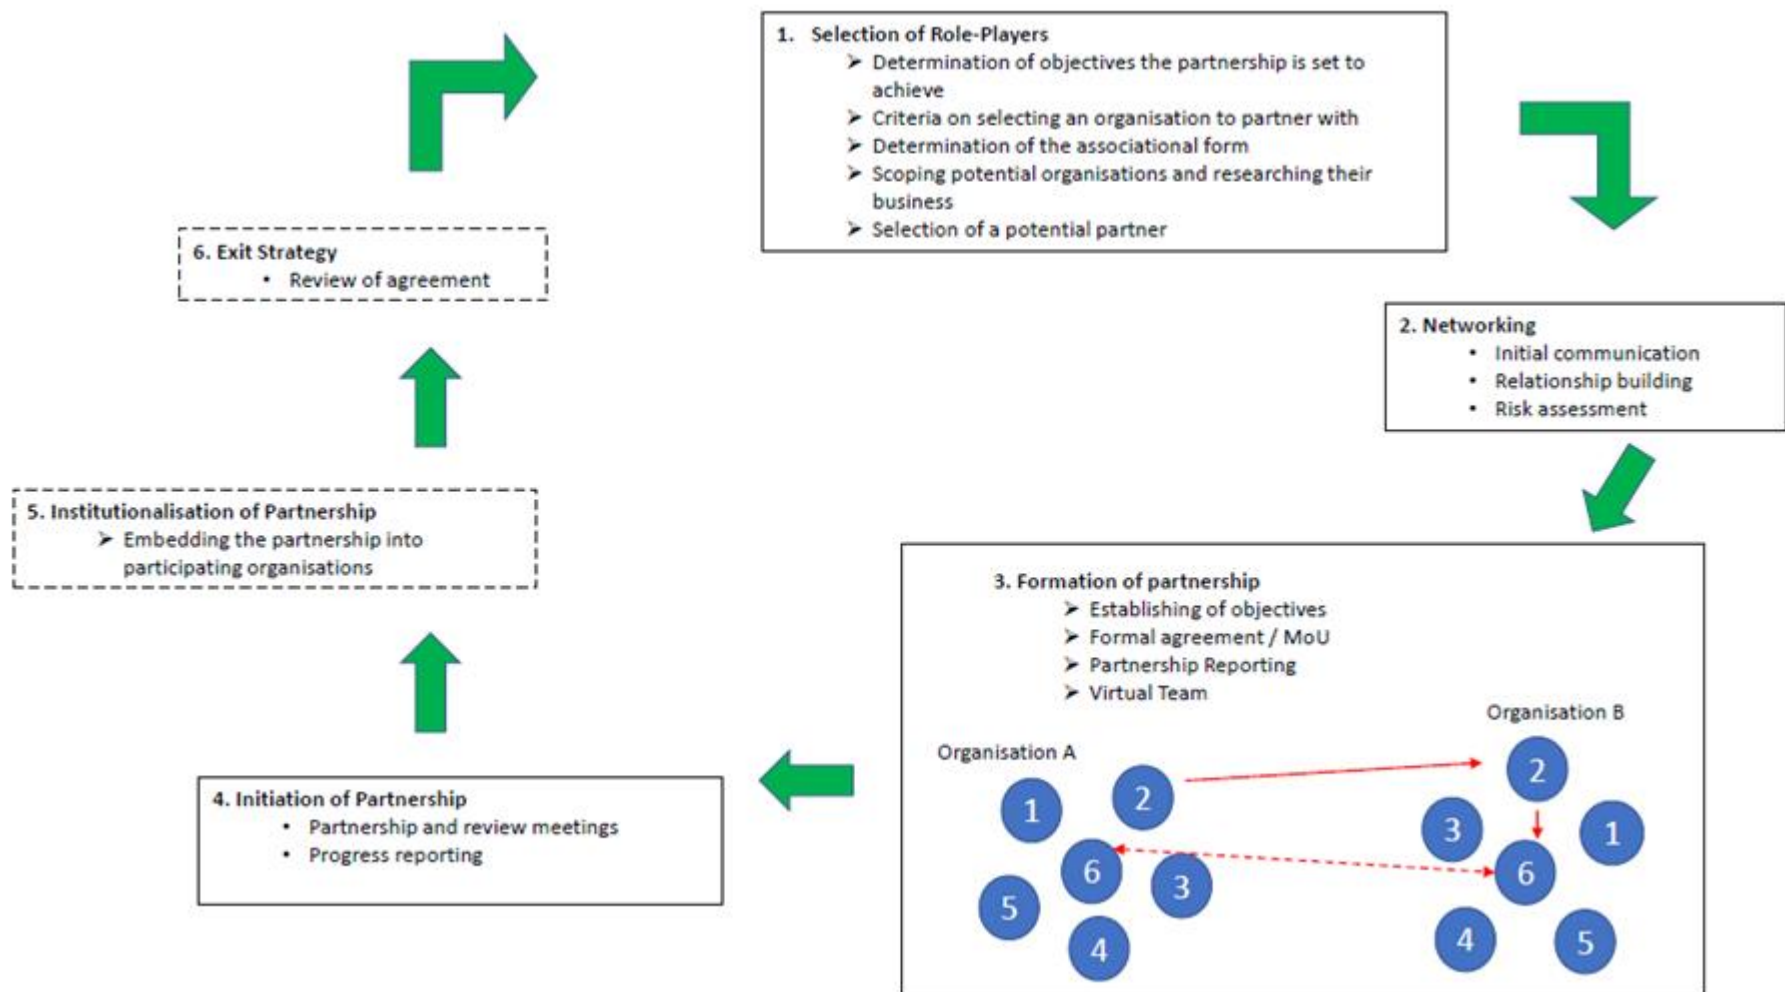 1. Selection of Role-Players
➤ Determination of objectives the partnership is set to
achieve
➤ Criteria on selecting an organisation to partner with
➤ Determination of the associational form
➤ Scoping potential organisations and researching their
business
➤ Selection of a potential partner
2. Networking
• Initial communication
• Relationship building
• Risk assessment
3. Formation of partnership
➤ Establishing of objectives
➤ Formal agreement / MoU
➤ Partnership Reporting
➤ Virtual Team
Organisation A
1
2
6
3
5
4
Organisation B
2
3
1
6
4
5
4. Initiation of Partnership
• Partnership and review meetings
• Progress reporting
5. Institutionalisation of Partnership
➤ Embedding the partnership into
participating organisations
6. Exit Strategy
• Review of agreement